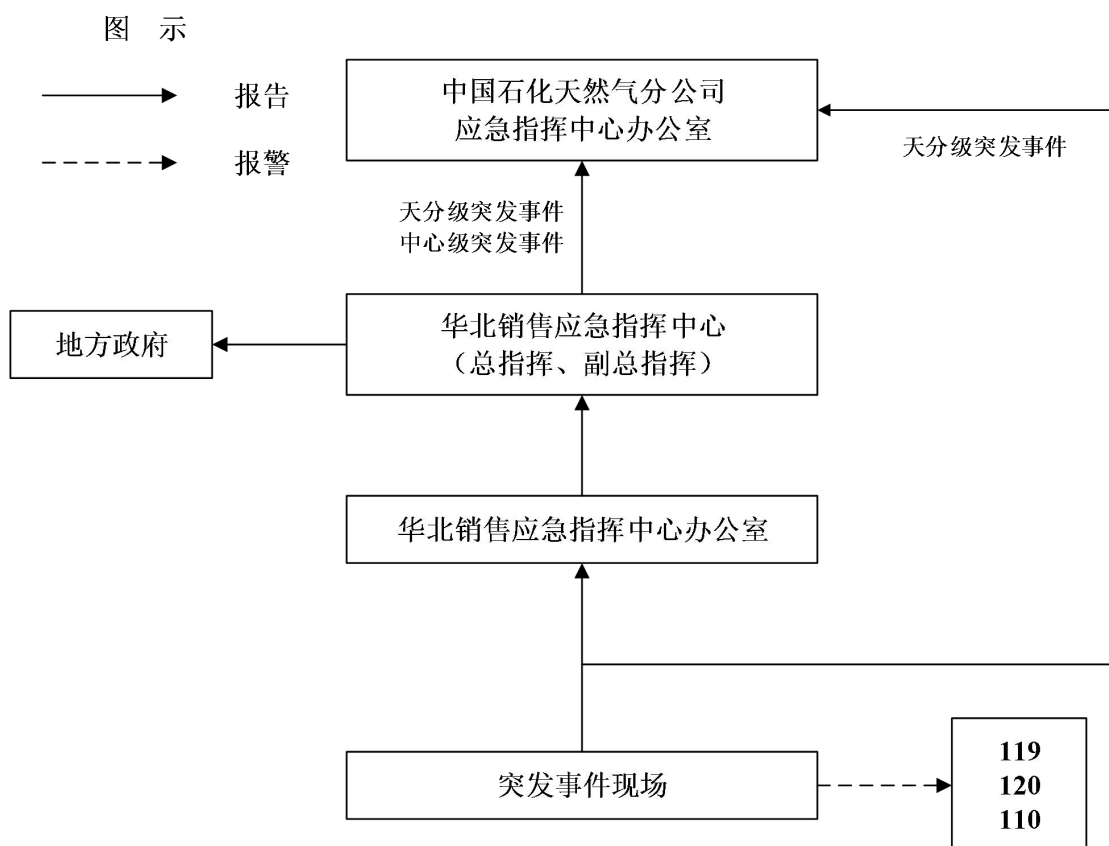 图 示
报告
报警
中国石化天然气分公司
应急指挥中心办公室
天分级突发事件
天分级突发事件
中心级突发事件
地方政府
华北销售应急指挥中心
（总指挥、副总指挥）
华北销售应急指挥中心办公室
突发事件现场
119
120
110